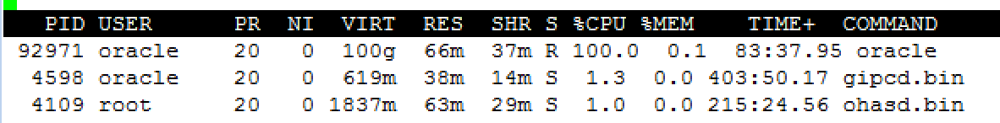 PID USER PR NI VIRT RES SHR S %CPU %MEM TIME+ COMMAND
92971 oracle 20 0 100g 66m 37m R 100.0 0.1 83:37.95 oracle
4598 oracle 20 0 619m 38m 14m S 1.3 0.0 403:50.17 gipcd.bin
4109 root 20 0 1837m 63m 29m S 1.0 0.0 215:24.56 ohasd.bin